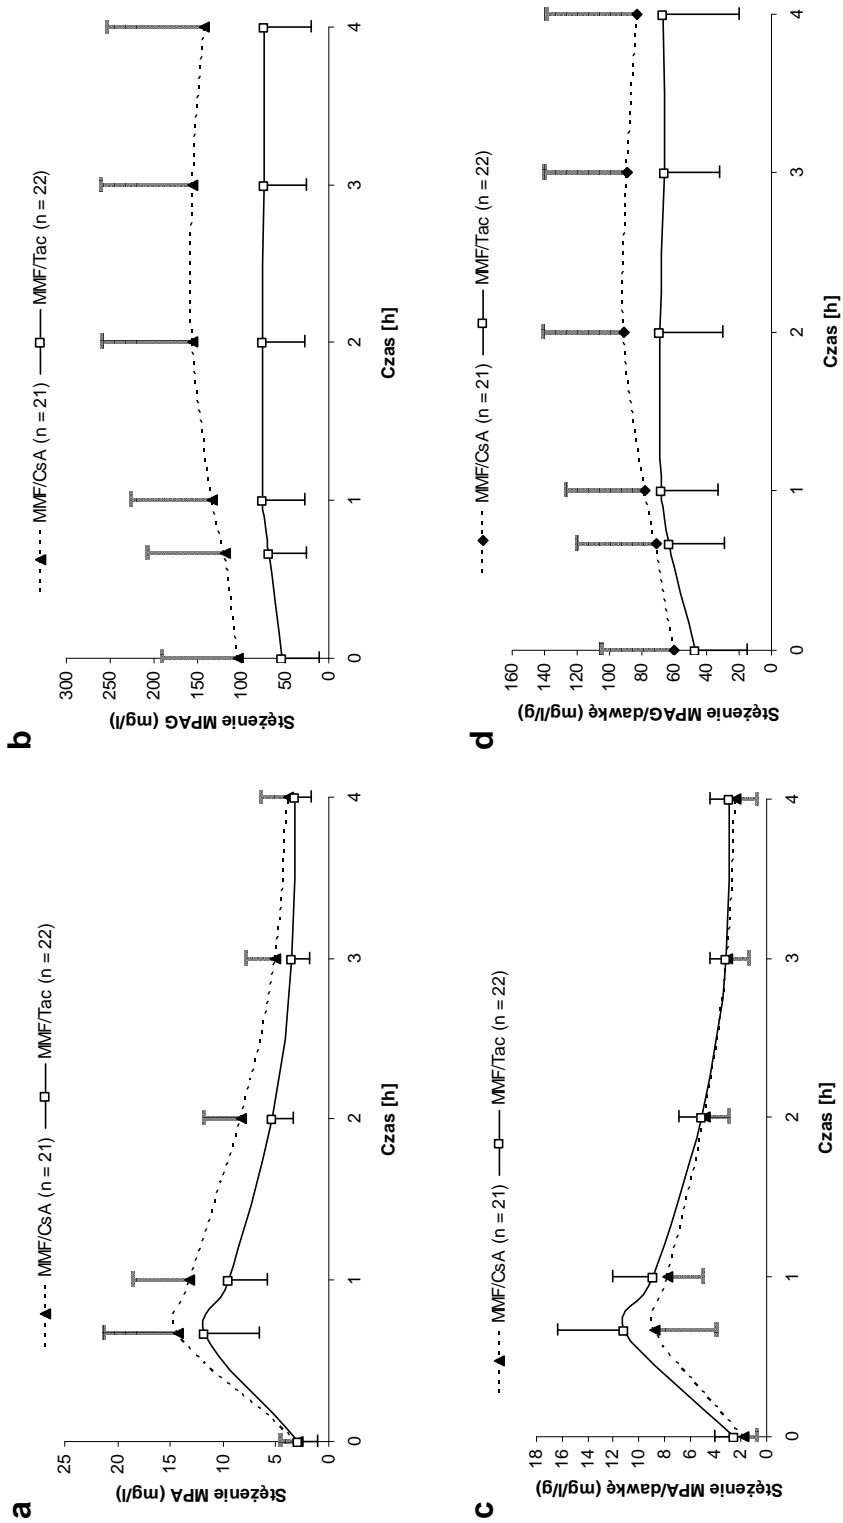 a
MMF/CsA (n = 21) MMF/Tac (n = 22)
Stężenie MPA (mg/l)
25
20
15
10
5
0
0 1 2 3 4
Czas [h]
b
MMF/CsA (n = 21) MMF/Tac (n = 22)
Stężenie MPAG (mg/l)
300
250
200
150
100
50
0
0 1 2 3 4
Czas [h]
c
MMF/CsA (n = 21) MMF/Tac (n = 22)
Stężenie MPA/dawkę (mg/l/g)
18
16
14
12
10
8
6
4
2
0
0 1 2 3 4
Czas [h]
d
MMF/CsA (n = 21) MMF/Tac (n = 22)
Stężenie MPAG/dawkę (mg/l/g)
160
140
120
100
80
60
40
20
0
0 1 2 3 4
Czas [h]